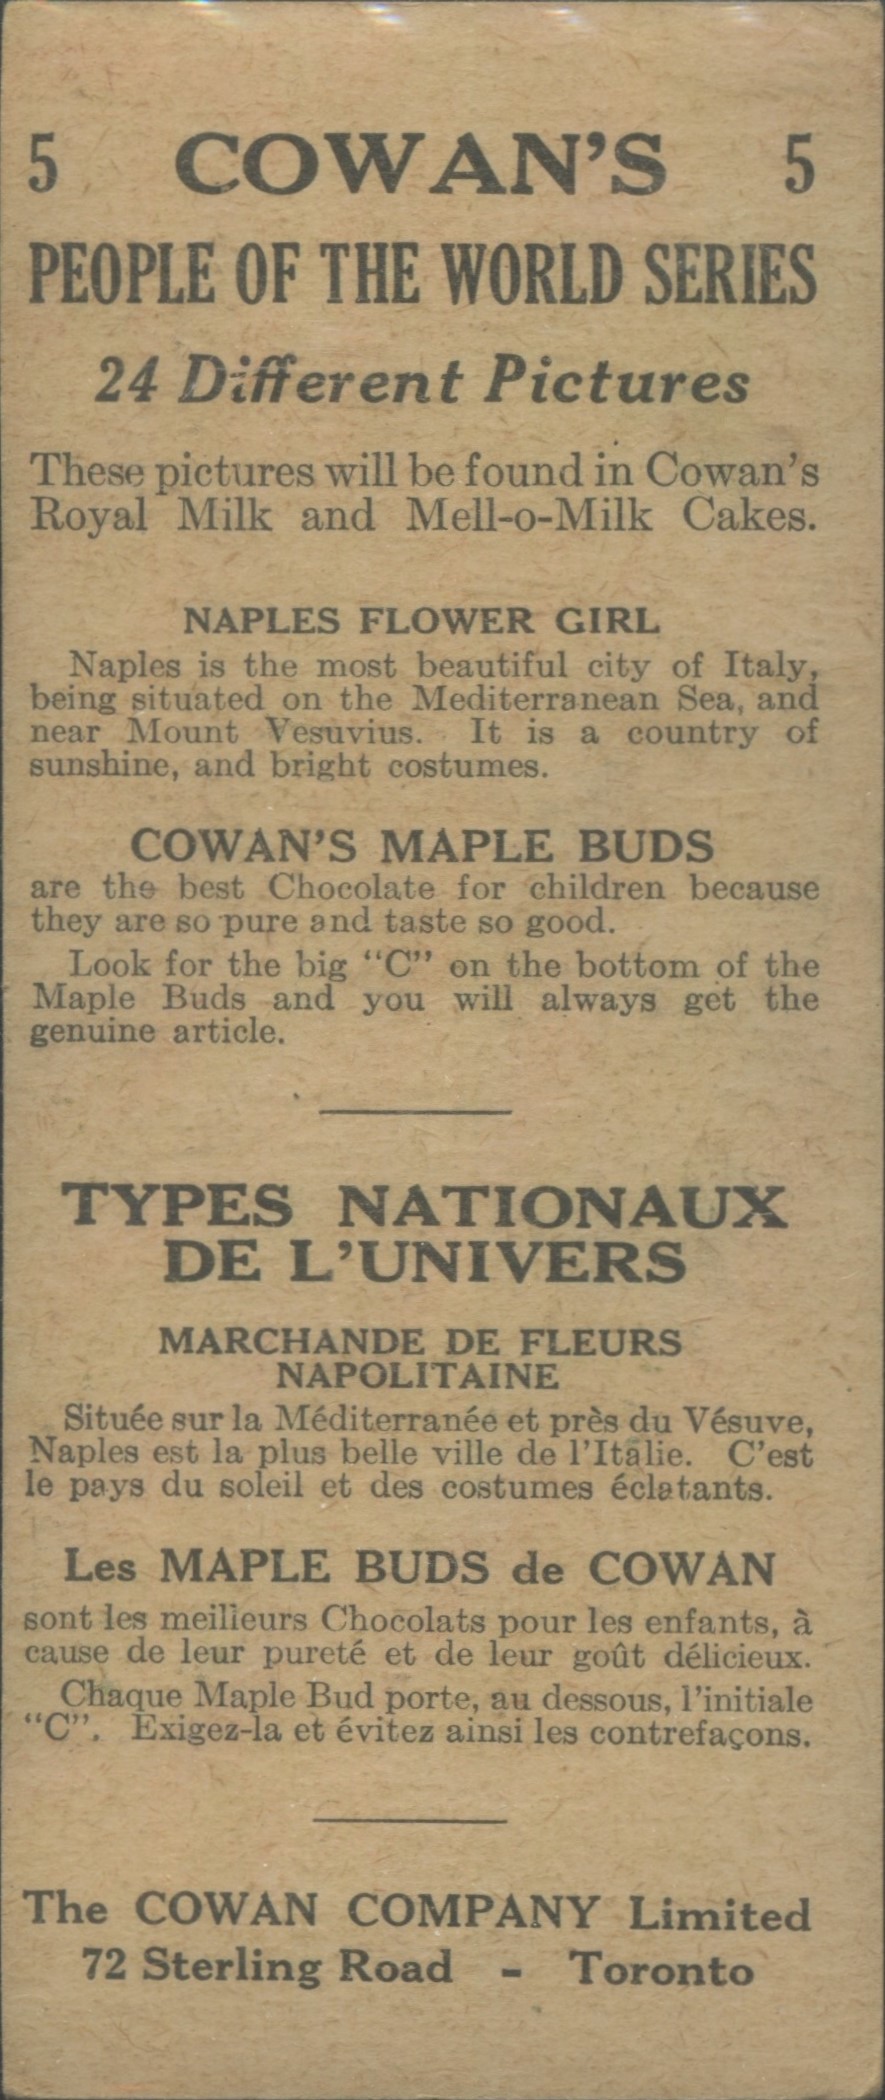 5 COWAN'S 5
PEOPLE OF THE WORLD SERIES
24 Different Pictures
These pictures will be found in Cowan's
Royal Milk and Mell-o-Milk Cakes.
NAPLES FLOWER GIRL
Naples is the most beautiful city of Italy,
being situated on the Mediterranean Sea, and
near Mount Vesuvius. It is a country of
sunshine, and bright costumes.
COWAN'S MAPLE BUDS
are the best Chocolate for children because
they are so pure and taste so good.
Look for the big "C" on the bottom of the
Maple Buds and you will always get the
genuine article.
TYPES NATIONAUX
DE L'UNIVERS
MARCHANDE DE FLEURS
NAPOLITAINE
Située sur la Méditerranée et près du Vésuve,
Naples est la plus belle ville de l'Italie. C'est
le pays du soleil et des costumes éclatants.
Les MAPLE BUDS de COWAN
sont les meilleurs Chocolats pour les enfants, à
cause de leur pureté et de leur goût délicieux.
Chaque Maple Bud porte, au dessous, l'initiale
"C". Exigez-la et évitez ainsi les contrefaçons.
The COWAN COMPANY Limited
72 Sterling Road - Toronto